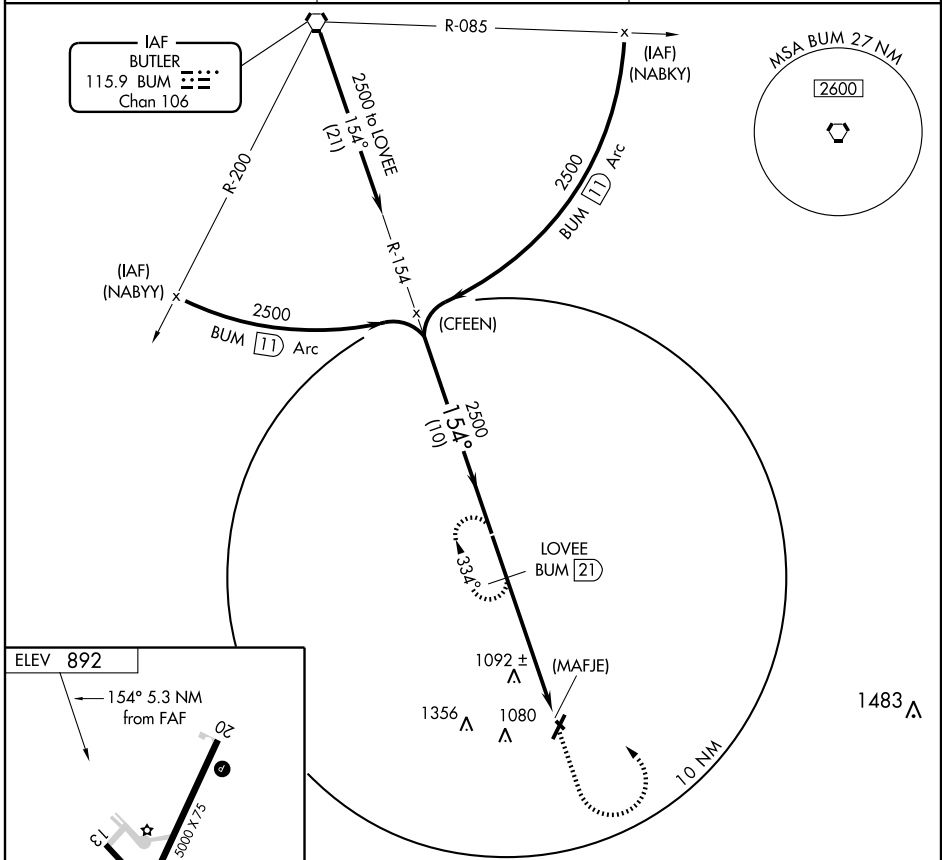 R-085
IAF
BUTLER
115.9 BUM
Chan 106
(IAF)
(NABKY)
MSA BUM 27 NM
2600
2500 to LOVEE
154°
(21)
R-200
2500
BUM 11 Arc
R-154
(IAF)
(NABYY)
2500
BUM 11 Arc
(CFEEN)
2500
154°
(10)
LOVEE
BUM 21
334°
1092 ±
(MAFJE)
1356
1080
1483
10 NM
ELEV 892
154° 5.3 NM
from FAF
20
P
5000 X 75
13